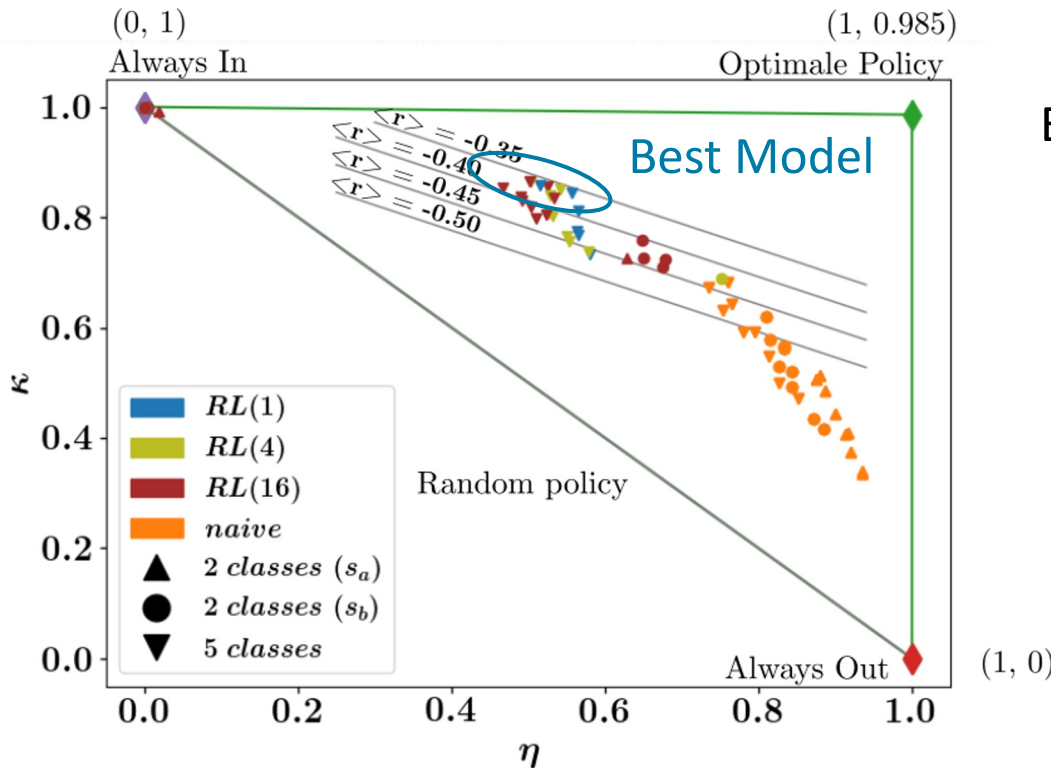 (0, 1)
(1, 0.985)
Always In
Optimale Policy
1.0
0.8
0.6
0.4
0.2
0.0
κ
<r> = -0.35
<r> = -0.40
<r> = -0.45
<r> = -0.50
Best Model
E
RL(1)
RL(4)
RL(16)
naive
2 classes (s_a)
2 classes (s_b)
5 classes
Random policy
Always Out
(1, 0)
0.0 0.2 0.4 0.6 0.8 1.0
η